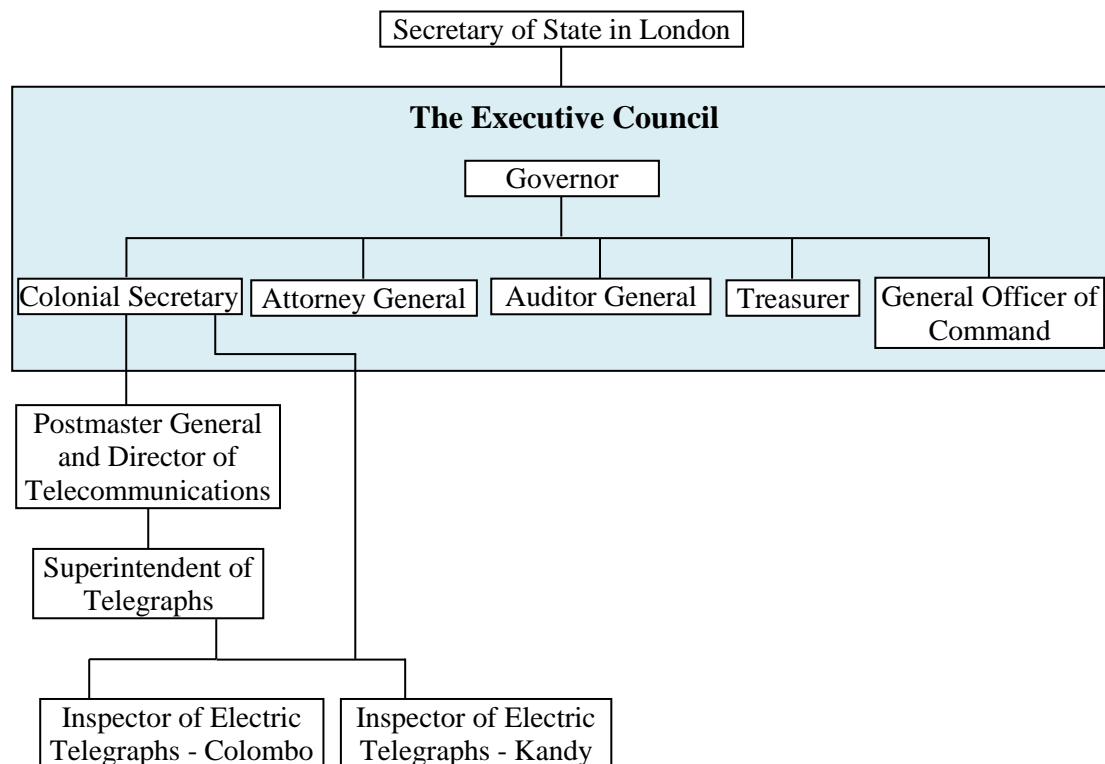 Secretary of State in London
The Executive Council
Governor
Colonial Secretary
Attorney General
Auditor General
Treasurer
General Officer of
Command
Postmaster General
and Director of
Telecommunications
Superintendent of
Telegraphs
Inspector of Electric
Telegraphs - Colombo
Inspector of Electric
Telegraphs - Kandy